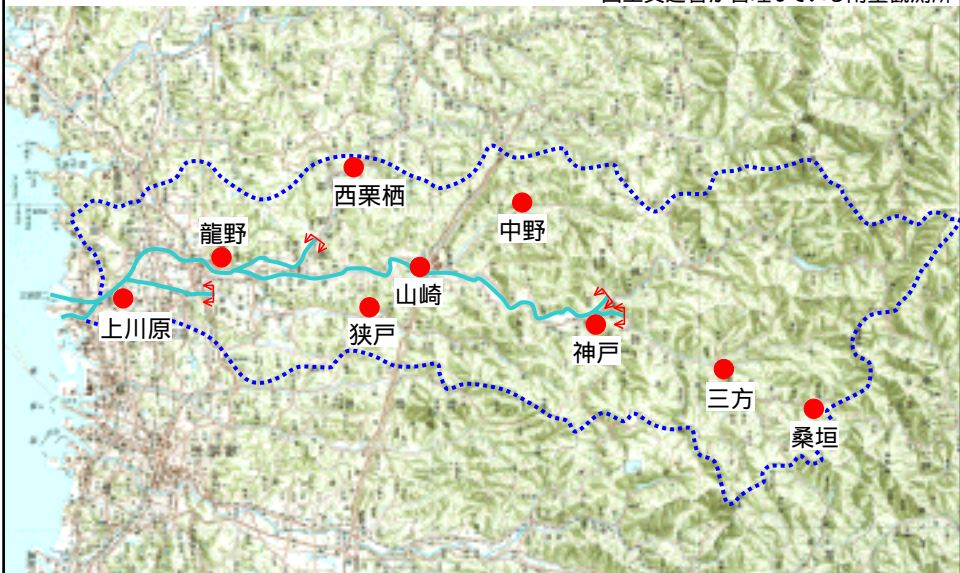 国土交通省が管理している雨量観測所
西栗栖
中野
龍野
山崎
上川原
狭戸
神戸
三方
桑垣